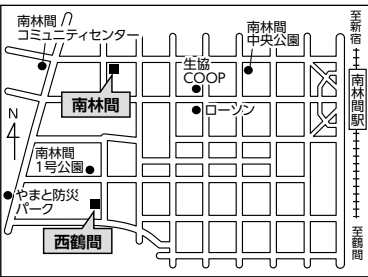 南林間
コミュニティセンター
南林間
中央公園
至新宿
生協
COOP
南林間
ローソン
南林間駅
N
南林間
1号公園
やまと防災
パーク
西鶴間
至鶴間